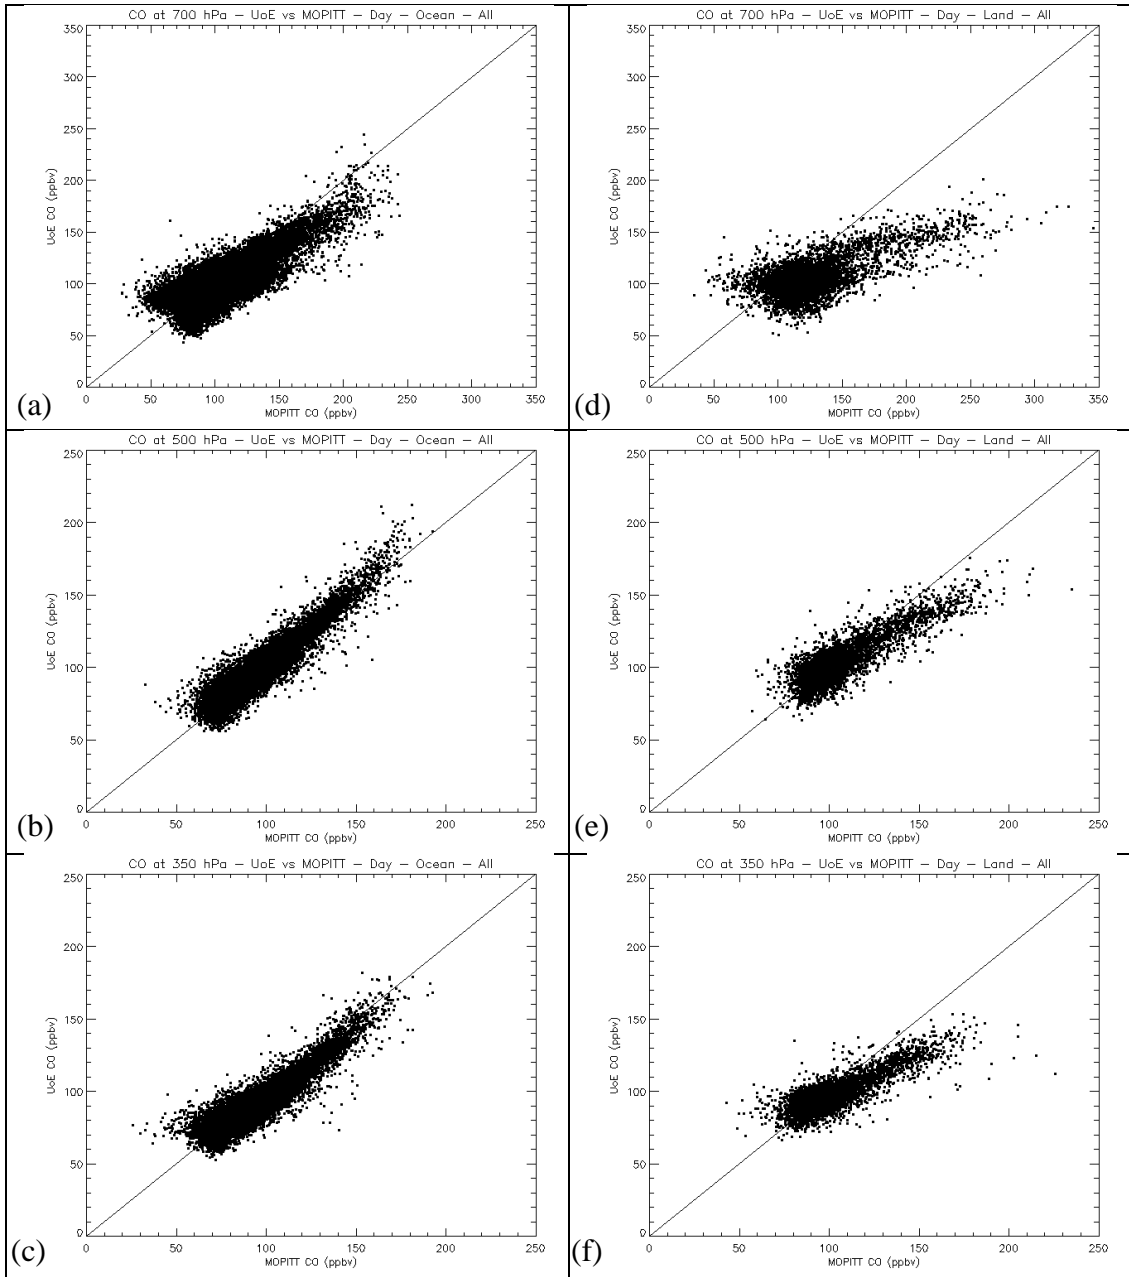 CO at 700 hPa – UoE vs MOPITT – Day – Ocean – All
350
300
250
200
150
100
50
0
UoE CO (ppbv)
0 50 100 150 200 250 300 350
MOPITT CO (ppbv)
(a)
CO at 700 hPa – UoE vs MOPITT – Day – Land – All
350
300
250
200
150
100
50
0
UoE CO (ppbv)
0 50 100 150 200 250 300 350
MOPITT CO (ppbv)
(d)
CO at 500 hPa – UoE vs MOPITT – Day – Ocean – All
250
200
150
100
50
0
UoE CO (ppbv)
0 50 100 150 200 250
MOPITT CO (ppbv)
(b)
CO at 500 hPa – UoE vs MOPITT – Day – Land – All
250
200
150
100
50
0
UoE CO (ppbv)
0 50 100 150 200 250
MOPITT CO (ppbv)
(e)
CO at 350 hPa – UoE vs MOPITT – Day – Ocean – All
250
200
150
100
50
0
UoE CO (ppbv)
0 50 100 150 200 250
MOPITT CO (ppbv)
(c)
CO at 350 hPa – UoE vs MOPITT – Day – Land – All
250
200
150
100
50
0
UoE CO (ppbv)
0 50 100 150 200 250
MOPITT CO (ppbv)
(f)